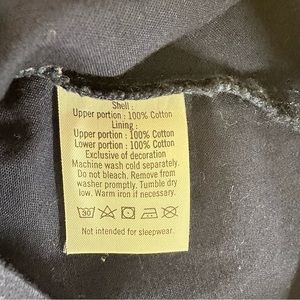 Shell :
Upper portion : 100% Cotton
Lining :
Upper portion : 100% Cotton
Lower portion : 100% Cotton
Exclusive of decoration
Machine wash cold separately.
Do not bleach. Remove from
washer promptly. Tumble dry
low. Warm iron if necessary.
30
Not intended for sleepwear.